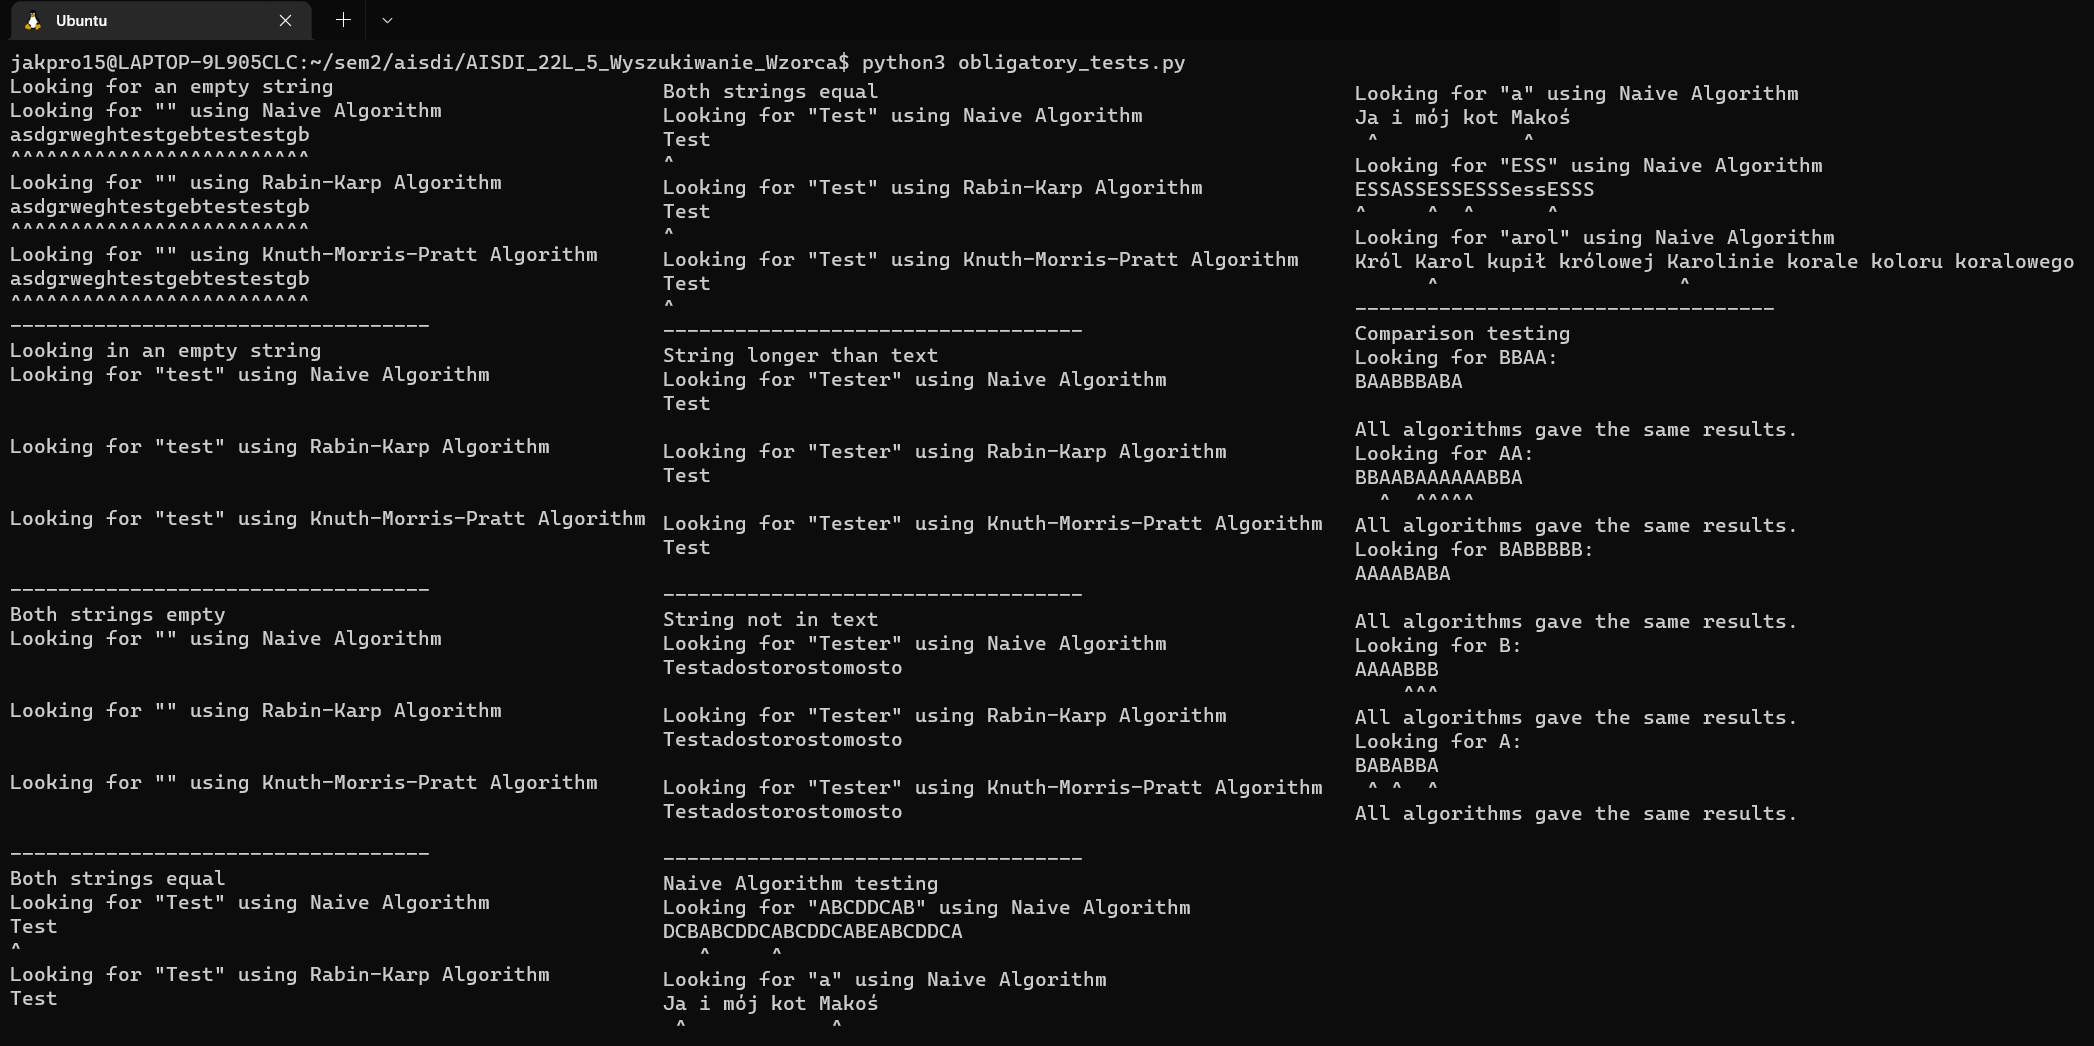 Ubuntu
jakpro15@LAPTOP-9L905CLC:~/sem2/aisdi/AISDI_22L_5_Wyszukiwanie_Wzorca$ python3 obligatory_tests.py
Looking for an empty string
Looking for "" using Naive Algorithm
asdgrweghtestgebtestestgb
^^^^^^^^^^^^^^^^^^^^^^^^^
Looking for "" using Rabin-Karp Algorithm
asdgrweghtestgebtestestgb
^^^^^^^^^^^^^^^^^^^^^^^^^
Looking for "" using Knuth-Morris-Pratt Algorithm
asdgrweghtestgebtestestgb
^^^^^^^^^^^^^^^^^^^^^^^^^
-----------------------------------
Looking in an empty string
Looking for "test" using Naive Algorithm
Looking for "test" using Rabin-Karp Algorithm
Looking for "test" using Knuth-Morris-Pratt Algorithm
-----------------------------------
Both strings empty
Looking for "" using Naive Algorithm
Looking for "" using Rabin-Karp Algorithm
Looking for "" using Knuth-Morris-Pratt Algorithm
-----------------------------------
Both strings equal
Looking for "Test" using Naive Algorithm
Test
^
Looking for "Test" using Rabin-Karp Algorithm
Test
Both strings equal
Looking for "Test" using Naive Algorithm
Test
^
Looking for "Test" using Rabin-Karp Algorithm
Test
^
Looking for "Test" using Knuth-Morris-Pratt Algorithm
Test
^
-----------------------------------
String longer than text
Looking for "Tester" using Naive Algorithm
Test
Looking for "Tester" using Rabin-Karp Algorithm
Test
Looking for "Tester" using Knuth-Morris-Pratt Algorithm
Test
-----------------------------------
String not in text
Looking for "Tester" using Naive Algorithm
Testadostorostomosto
Looking for "Tester" using Rabin-Karp Algorithm
Testadostorostomosto
Looking for "Tester" using Knuth-Morris-Pratt Algorithm
Testadostorostomosto
-----------------------------------
Naive Algorithm testing
Looking for "ABCDDCAB" using Naive Algorithm
DCBABCDDCABCDDCABEABCDDCA
   ^     ^
Looking for "a" using Naive Algorithm
Ja i mój kot Makoś
 ^            ^
Looking for "a" using Naive Algorithm
Ja i mój kot Makoś
 ^            ^
Looking for "ESS" using Naive Algorithm
ESSASSESSESSSessESSS
^     ^  ^      ^
Looking for "arol" using Naive Algorithm
Król Karol kupił królowej Karolinie korale koloru koralowego
      ^                    ^
-----------------------------------
Comparison testing
Looking for BBAA:
BAABBBABA
All algorithms gave the same results.
Looking for AA:
BBAABAAAAAABBA
  ^  ^^^^^
All algorithms gave the same results.
Looking for BABBBBB:
AAAABABA
All algorithms gave the same results.
Looking for B:
AAAABBB
    ^^^
All algorithms gave the same results.
Looking for A:
BABABBA
 ^ ^  ^
All algorithms gave the same results.